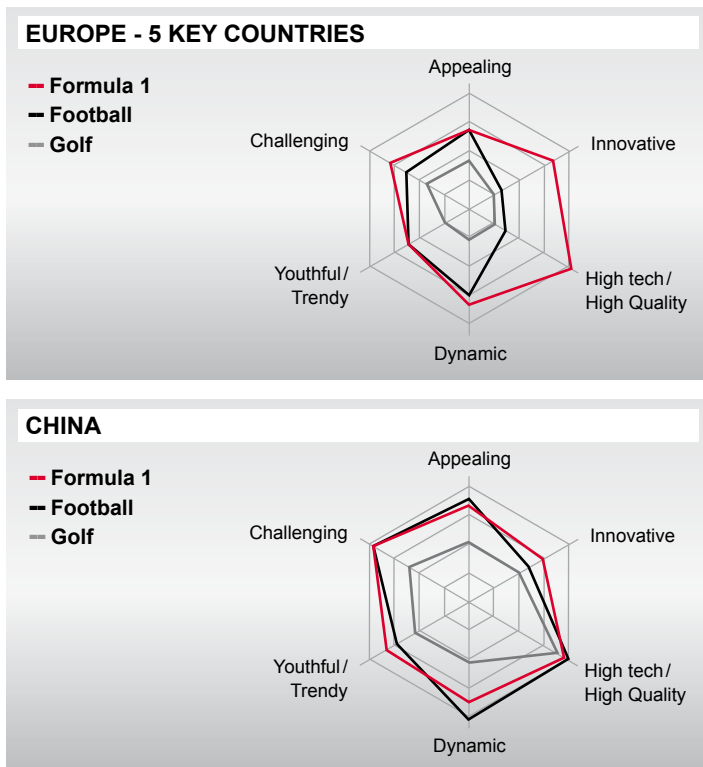 EUROPE - 5 KEY COUNTRIES
Formula 1
Football
Golf
Appealing
Challenging
Innovative
Youthful/
Trendy
High tech/
High Quality
Dynamic
CHINA
Formula 1
Football
Golf
Appealing
Challenging
Innovative
Youthful/
Trendy
High tech/
High Quality
Dynamic